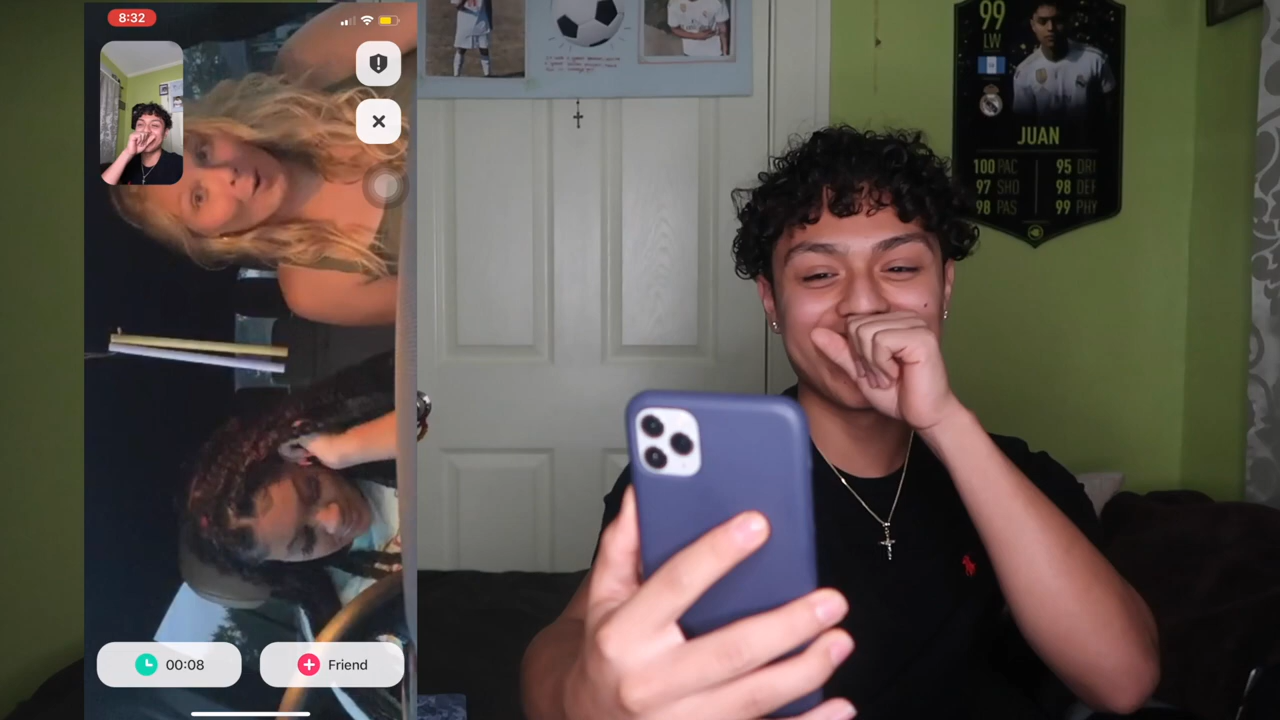 8:32
00:08
Friend
99
LW
JUAN
100 PAC
97 SHO
98 PAS
95 DRI
98 DEF
99 PHY